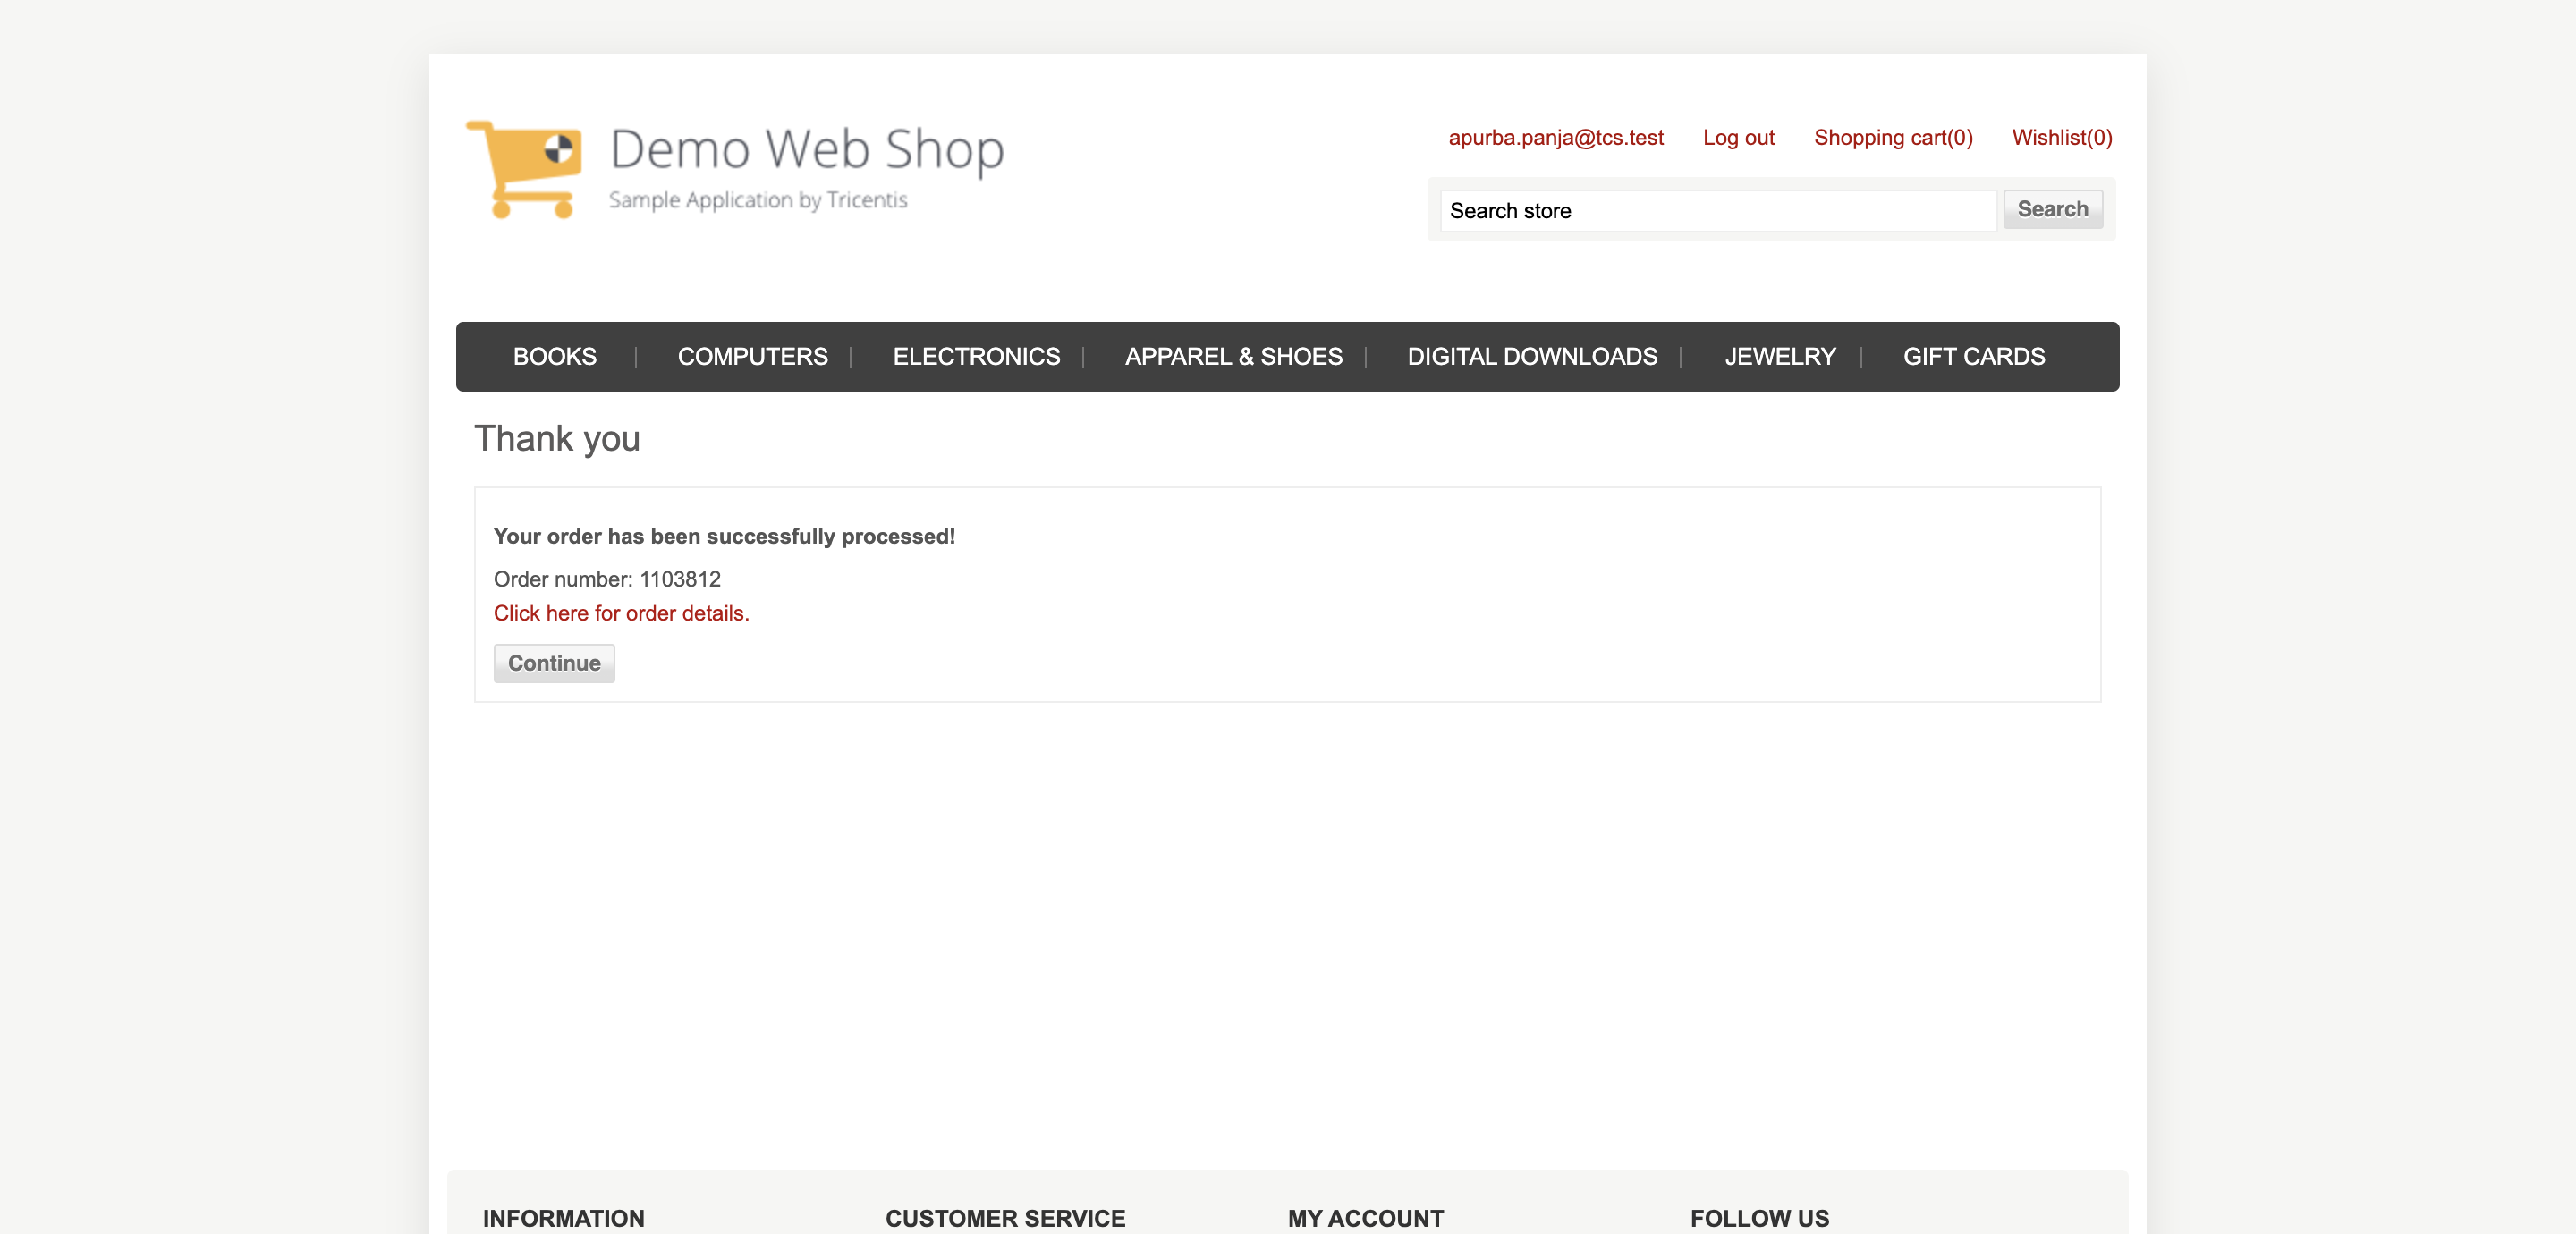 Demo Web Shop
Sample Application by Tricentis
apurba.panja@tcs.test Log out Shopping cart(0) Wishlist(0)
Search store Search
BOOKS COMPUTERS ELECTRONICS APPAREL & SHOES DIGITAL DOWNLOADS JEWELRY GIFT CARDS
Thank you
Your order has been successfully processed!
Order number: 1103812
Click here for order details.
Continue
INFORMATION CUSTOMER SERVICE MY ACCOUNT FOLLOW US